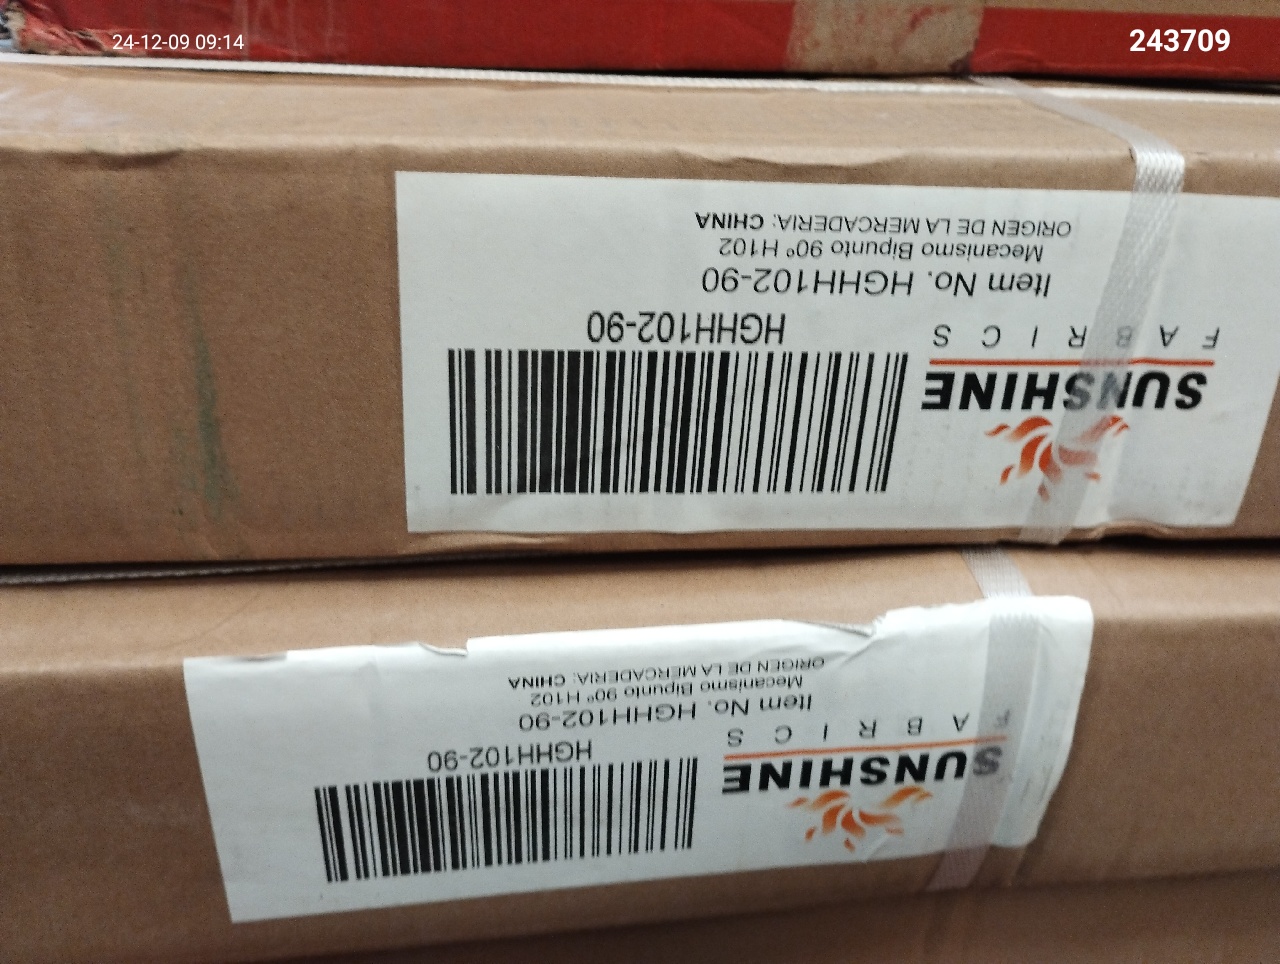 24-12-09 09:14
243709
SUNSHINE
FABRICS
HGHH102-90
Item No. HGHH102-90
Mecanismo Bipunto 90º H102
ORIGEN DE LA MERCADERIA: CHINA
SUNSHINE
FABRICS
HGHH102-90
Item No. HGHH102-90
Mecanismo Bipunto 90º H102
ORIGEN DE LA MERCADERIA: CHINA